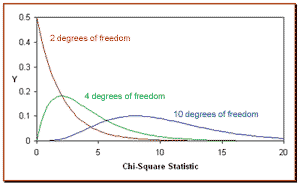 0.5
2 degrees of freedom
0.4
0.3
Y
4 degrees of freedom
0.2
10 degrees of freedom
0.1
0
0 5 10 15 20
Chi-Square Statistic